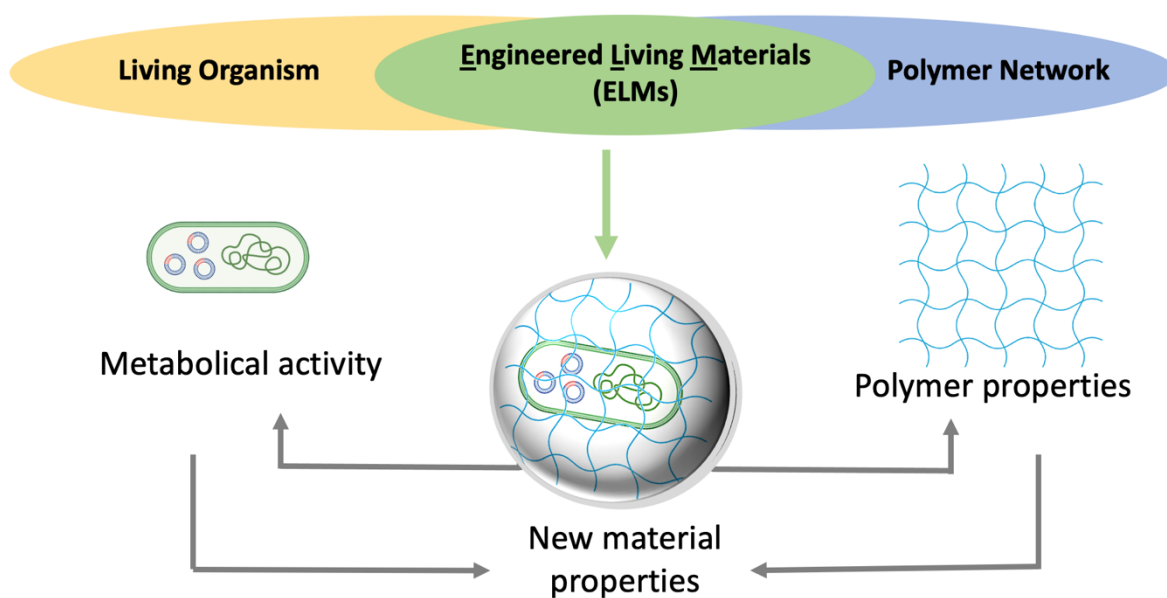 Living Organism
Engineered Living Materials
(ELMs)
Polymer Network
Metabolical activity
Polymer properties
New material
properties